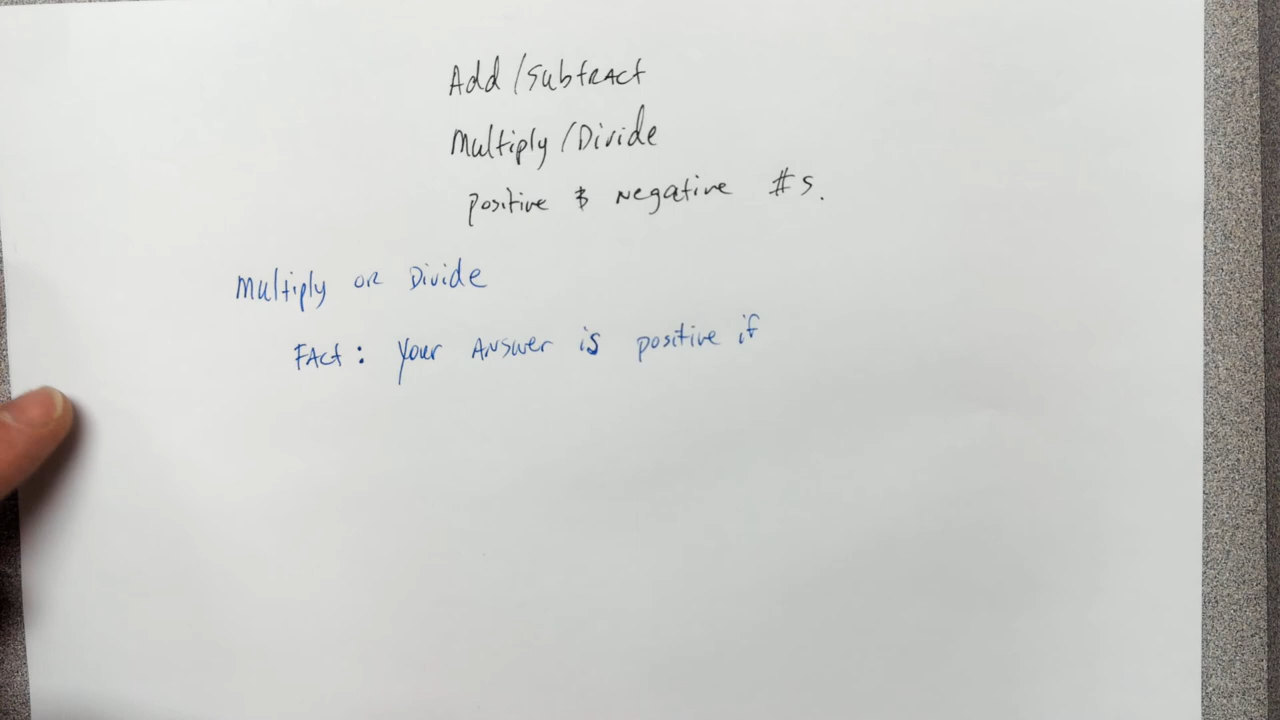 Add/Subtract
Multiply/Divide
positive & negative #s.
Multiply or Divide
Fact: Your Answer is positive if